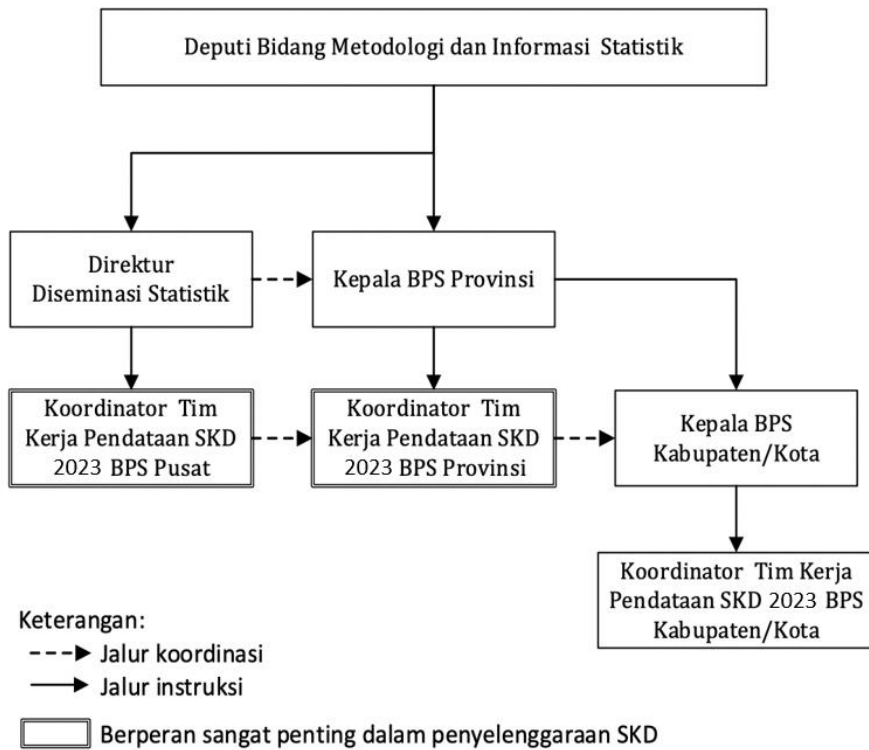 Deputi Bidang Metodologi dan Informasi Statistik
Direktur
Diseminasi Statistik
Kepala BPS Provinsi
Koordinator Tim
Kerja Pendataan SKD
2023 BPS Pusat
Koordinator Tim
Kerja Pendataan SKD
2023 BPS Provinsi
Kepala BPS
Kabupaten/Kota
Koordinator Tim Kerja
Pendataan SKD 2023 BPS
Kabupaten/Kota
Keterangan:
Jalur koordinasi
Jalur instruksi
Berperan sangat penting dalam penyelenggaraan SKD